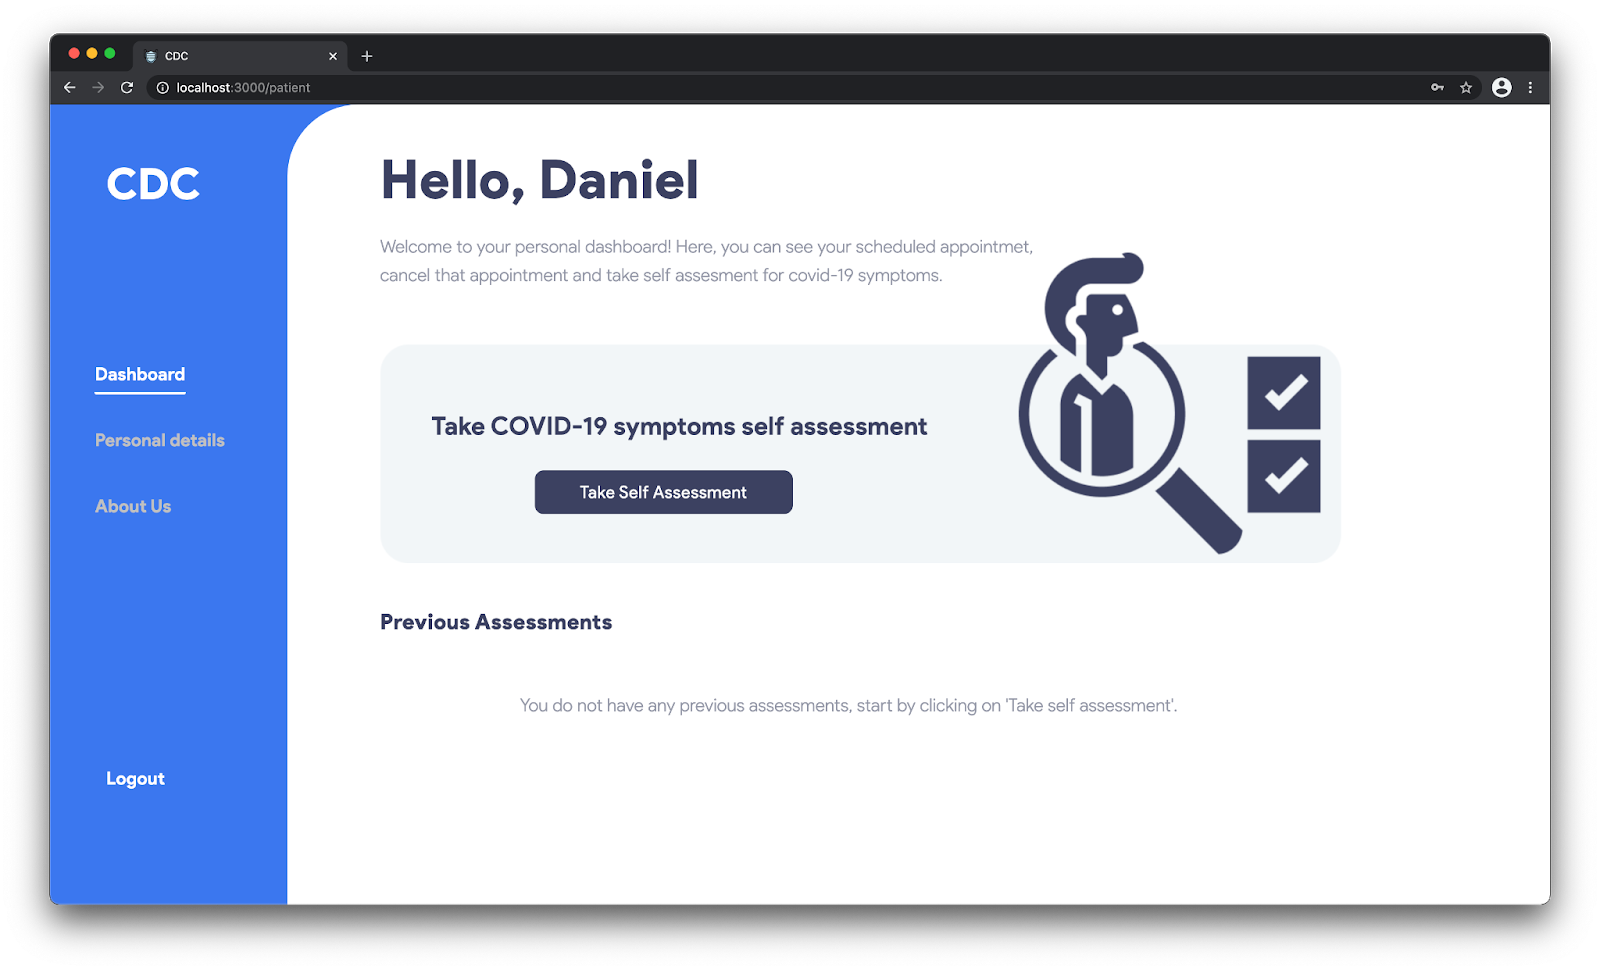 CDC
localhost:3000/patient
CDC
Dashboard
Personal details
About Us
Logout
Hello, Daniel
Welcome to your personal dashboard! Here, you can see your scheduled appointmet,
cancel that appointment and take self assesment for covid-19 symptoms.
Take COVID-19 symptoms self assessment
Take Self Assessment
Previous Assessments
You do not have any previous assessments, start by clicking on 'Take self assessment'.